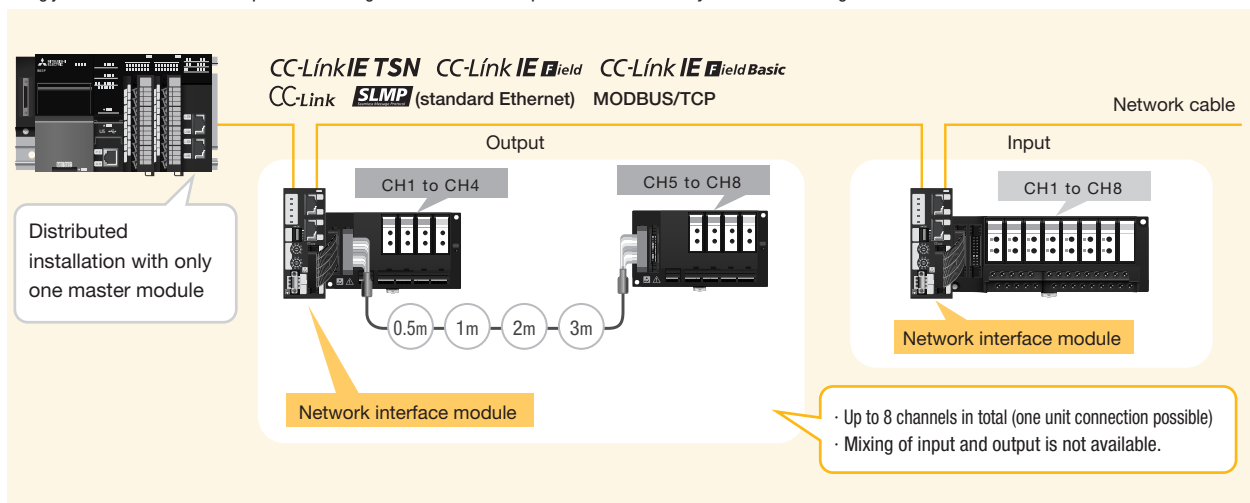 CC-Link IE TSN CC-Link IE Field CC-Link IE Field Basic
CC-Link SLMP (standard Ethernet) MODBUS/TCP
Network cable
Output
Input
CH1 to CH4
CH5 to CH8
CH1 to CH8
Distributed
installation with only
one master module
0.5m 1m 2m 3m
Network interface module
Network interface module
· Up to 8 channels in total (one unit connection possible)
· Mixing of input and output is not available.